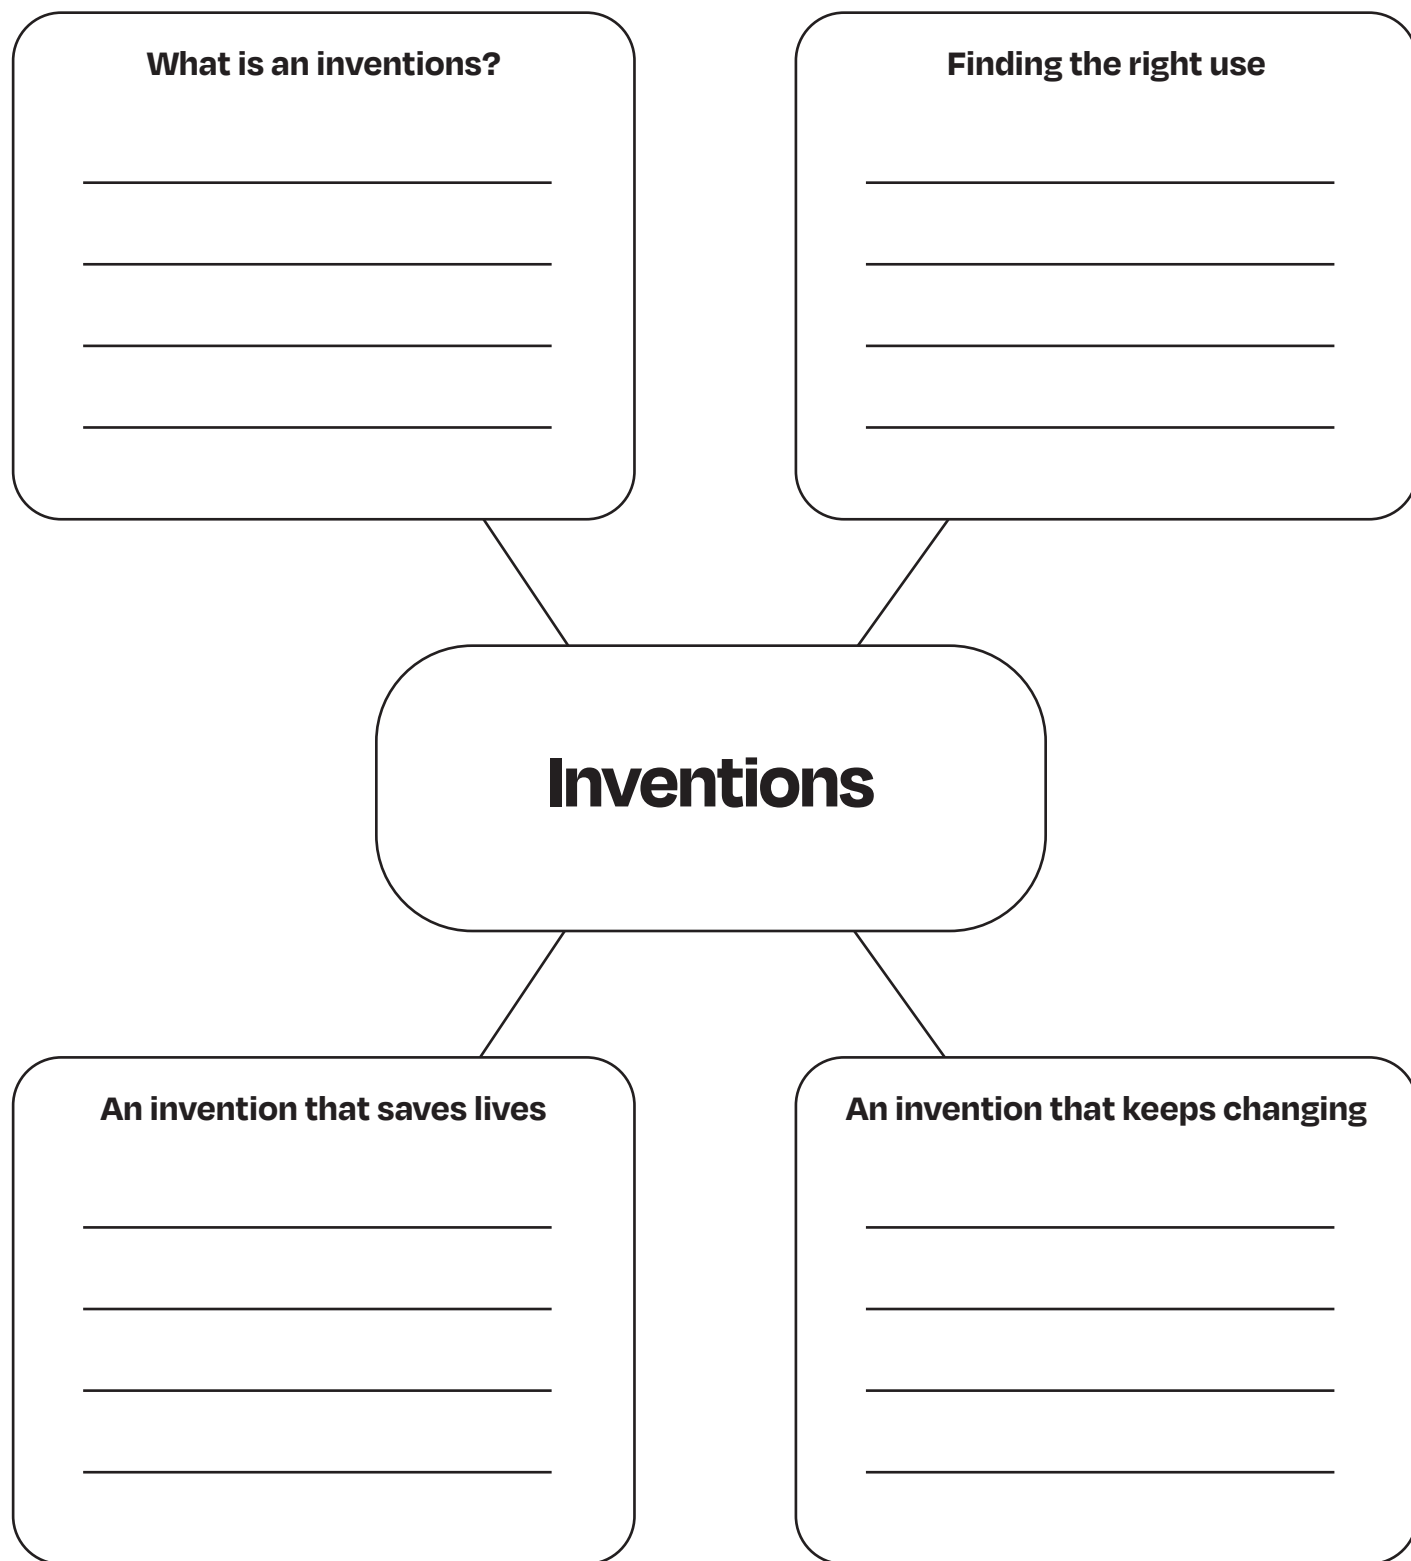 What is an inventions?
Finding the right use
Inventions
An invention that saves lives
An invention that keeps changing